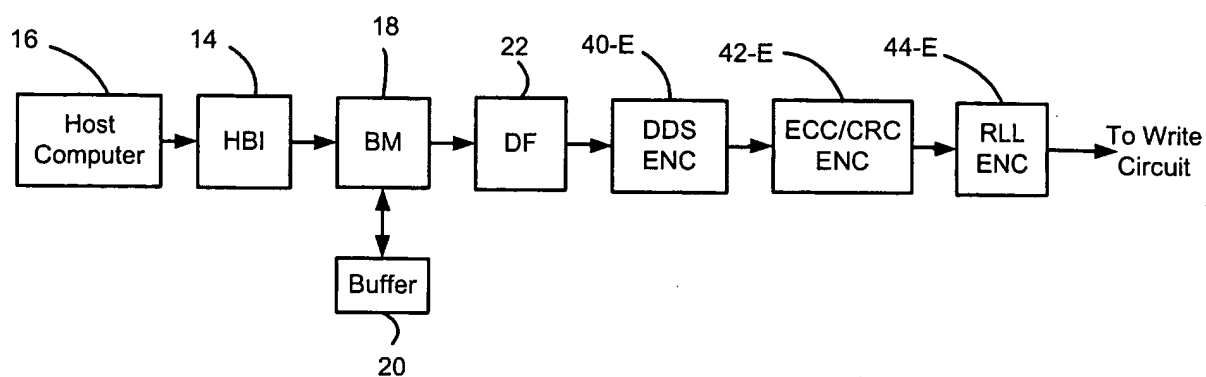 16
14
18
22
40-E
42-E
44-E
Host
Computer
HBI
BM
DF
DDS
ENC
ECC/CRC
ENC
RLL
ENC
To Write
Circuit
Buffer
20